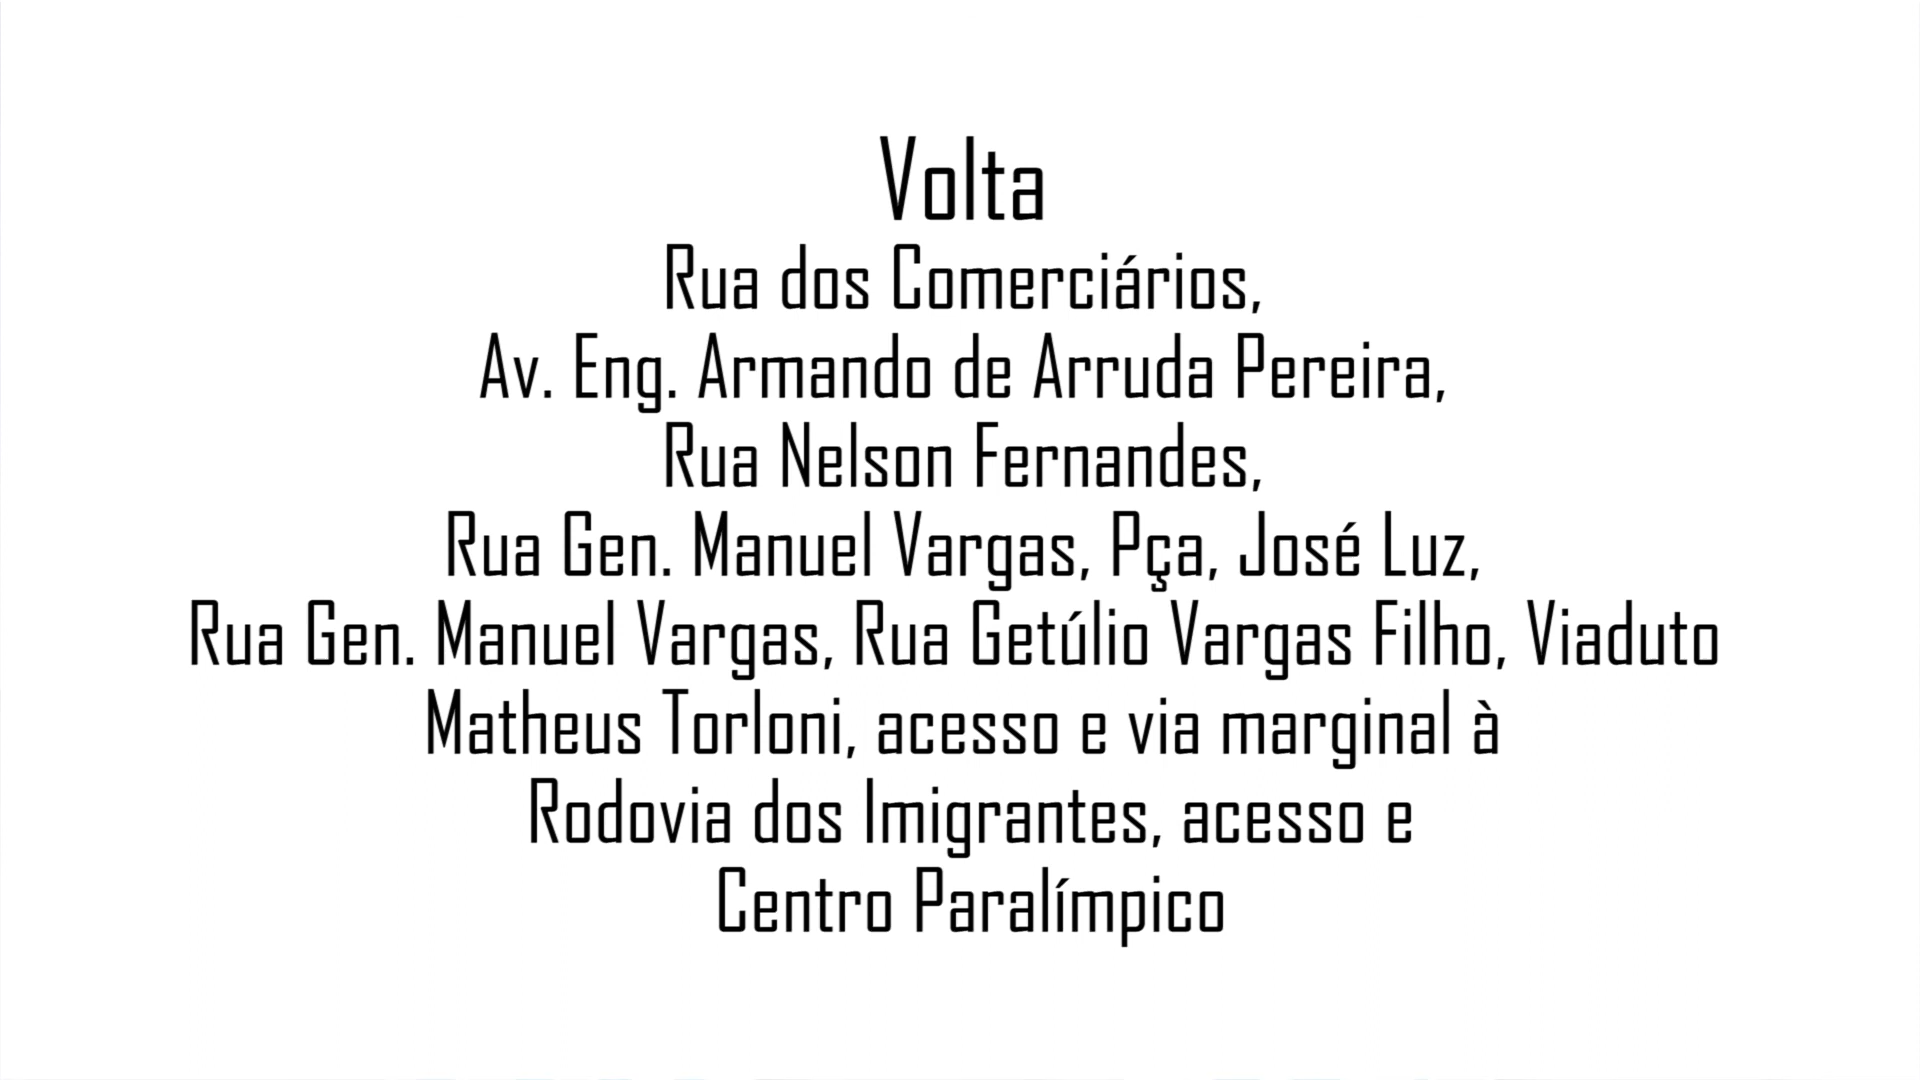 Volta
Rua dos Comerciários,
Av. Eng. Armando de Arruda Pereira,
Rua Nelson Fernandes,
Rua Gen. Manuel Vargas, Pça, José Luz,
Rua Gen. Manuel Vargas, Rua Getúlio Vargas Filho, Viaduto
Matheus Torloni, acesso e via marginal à
Rodovia dos Imigrantes, acesso e
Centro Paralímpico